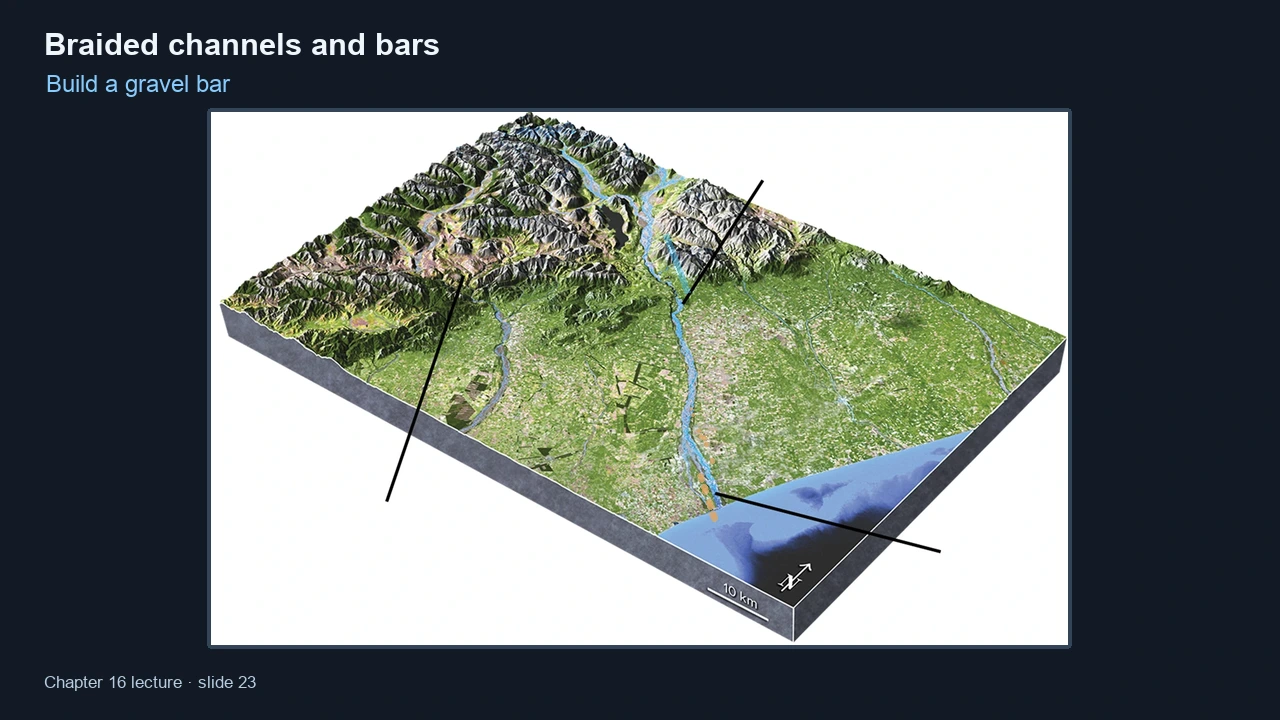 Braided channels and bars
Build a gravel bar
N
10 km
Chapter 16 lecture · slide 23